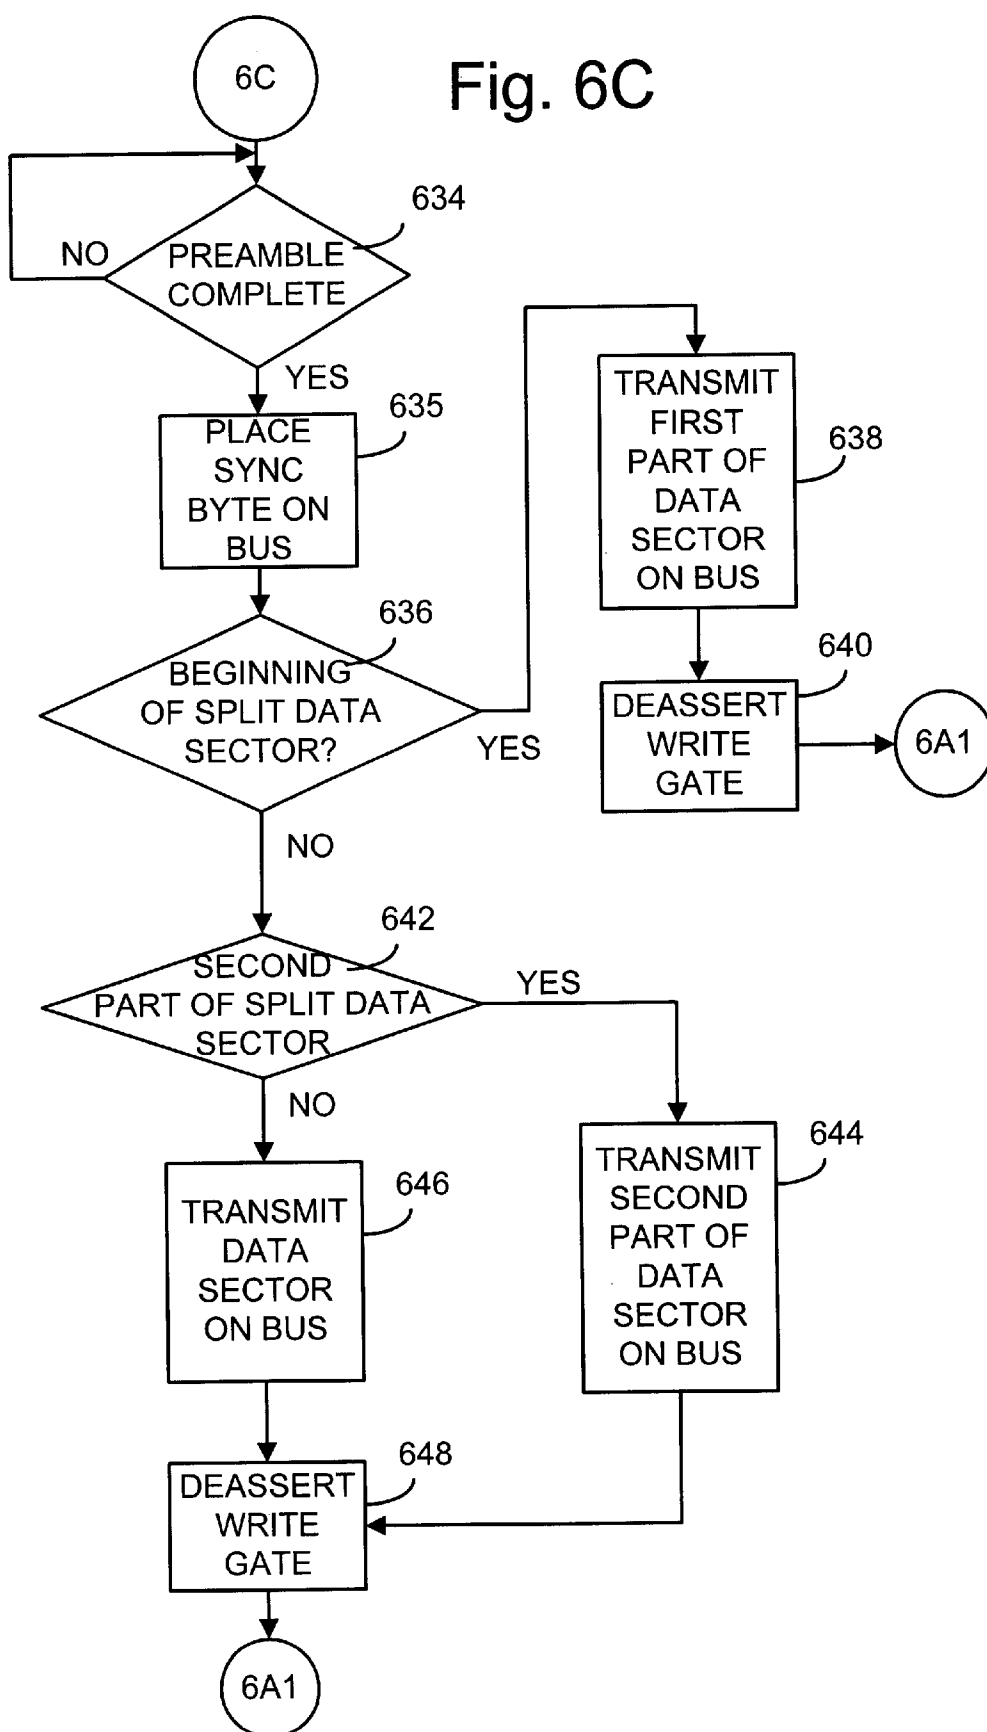 6C
Fig. 6C
634
NO
PREAMBLE
COMPLETE
YES
635
PLACE
SYNC
BYTE ON
BUS
TRANSMIT
FIRST
PART OF
DATA
SECTOR
ON BUS
638
636
BEGINNING
OF SPLIT DATA
SECTOR?
YES
640
DEASSERT
WRITE
GATE
6A1
NO
642
SECOND
PART OF SPLIT DATA
SECTOR
YES
NO
644
TRANSMIT
SECOND
PART OF
DATA
SECTOR
ON BUS
646
TRANSMIT
DATA
SECTOR
ON BUS
648
DEASSERT
WRITE
GATE
6A1